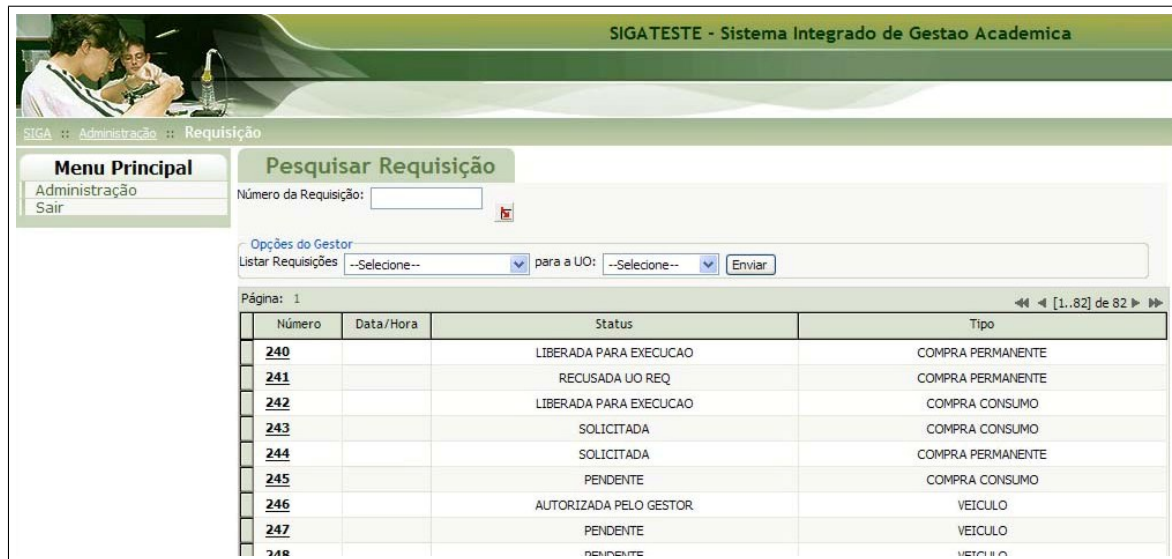 SIGATESTE - Sistema Integrado de Gestao Academica
SIGA :: Administração :: Requisição
Menu Principal
Administração
Sair
Pesquisar Requisição
Número da Requisição:
Opções do Gestor
Listar Requisições --Selecione-- para a UO: --Selecione-- Enviar
Página: 1 [1..82] de 82
Número Data/Hora Status Tipo
240 LIBERADA PARA EXECUCAO COMPRA PERMANENTE
241 RECUSADA UO REQ COMPRA PERMANENTE
242 LIBERADA PARA EXECUCAO COMPRA CONSUMO
243 SOLICITADA COMPRA CONSUMO
244 SOLICITADA COMPRA PERMANENTE
245 PENDENTE COMPRA CONSUMO
246 AUTORIZADA PELO GESTOR VEICULO
247 PENDENTE VEICULO
248 PENDENTE VEICULO